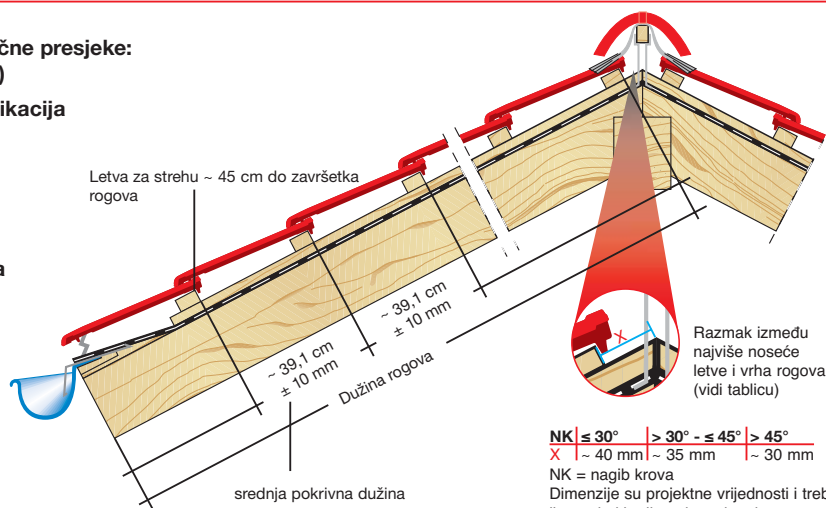 čne presjeke:
)
ikacija
Letva za strehu ~ 45 cm do završetka
rogova
a
~ 39,1 cm
± 10 mm
~ 39,1 cm
± 10 mm
Dužina rogova
srednja pokrivna dužina
X
Razmak između
najviše noseće
letve i vrha rogova
(vidi tablicu)
NK ≤ 30° > 30° - ≤ 45° > 45°
X ~ 40 mm ~ 35 mm ~ 30 mm
NK = nagib krova
Dimenzije su projektne vrijednosti i treb